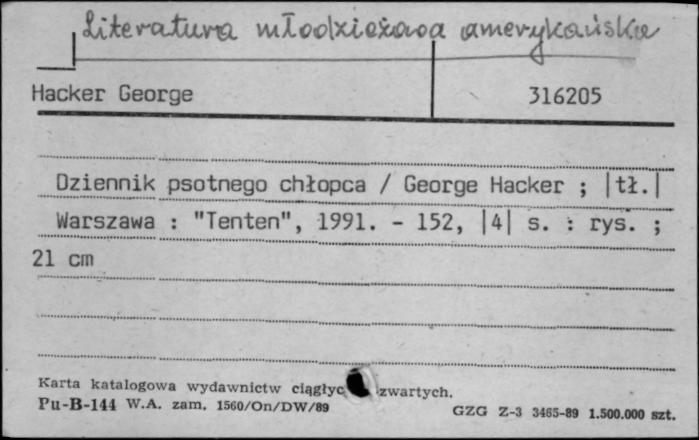 Literatura młodzieżowa amerykańska
Hacker George 316205
Dziennik psotnego chłopca / George Hacker ; |tł.|
Warszawa : "Tenten", 1991. - 152, |4| s. : rys. ;
21 cm
Karta katalogowa wydawnictw ciągłyc zwartych.
Pu-B-144 W.A. zam. 1560/On/DW/89 GZG Z-3 3465-89 1.500.000 szt.